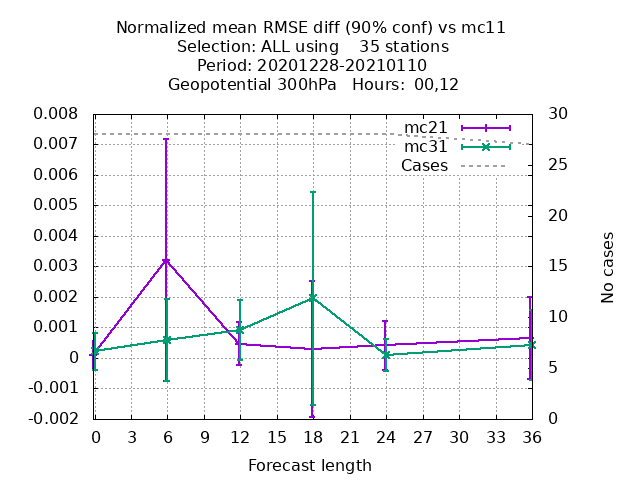 Normalized mean RMSE diff (90% conf) vs mc11
Selection: ALL using    35 stations
Period: 20201228-20210110
Geopotential 300hPa   Hours:  00,12
mc21
mc31
Cases
0.008
0.007
0.006
0.005
0.004
0.003
0.002
0.001
0
-0.001
-0.002
30
25
20
15
10
5
0
No cases
0 3 6 9 12 15 18 21 24 27 30 33 36
Forecast length